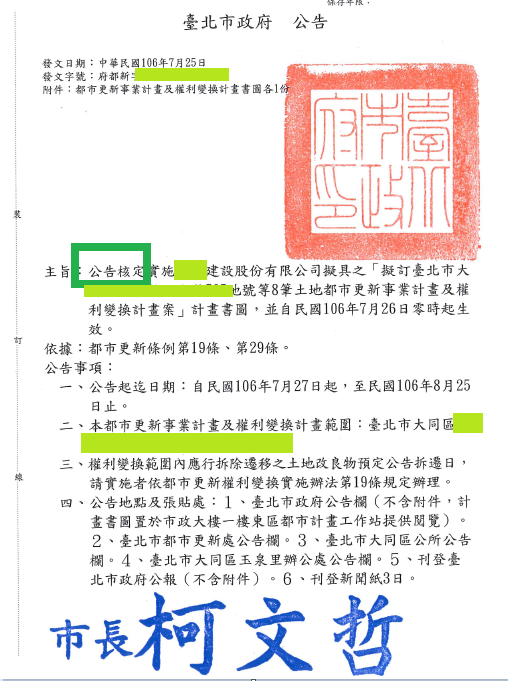 保存年限：
臺北市政府　公告
發文日期：中華民國106年7月25日
發文字號：府都新字
附件：都市更新事業計畫及權利變換計畫書圖各1份
臺北市政府印
裝
主旨：公告核定實施建設股份有限公司擬具之「擬訂臺北市大
地號等8筆土地都市更新事業計畫及權
利變換計畫案」計畫書圖，並自民國106年7月26日零時起生
效。
訂
依據：都市更新條例第19條、第29條。
公告事項：
一、公告起迄日期：自民國106年7月27日起，至民國106年8月25
日止。
二、本都市更新事業計畫及權利變換計畫範圍：臺北市大同區
三、權利變換範圍內應行拆除遷移之土地改良物預定公告拆遷日，
請實施者依都市更新權利變換實施辦法第19條規定辦理。
線
四、公告地點及張貼處：1、臺北市政府公告欄（不含附件，計
畫書圖置於市政大樓一樓東區都市計畫工作站提供閱覽）。
2、臺北市都市更新處公告欄。3、臺北市大同區公所公告
欄。4、臺北市大同區玉泉里辦公處公告欄。5、刊登臺
北市政府公報（不含附件）。6、刊登新聞紙3日。
市長柯文哲